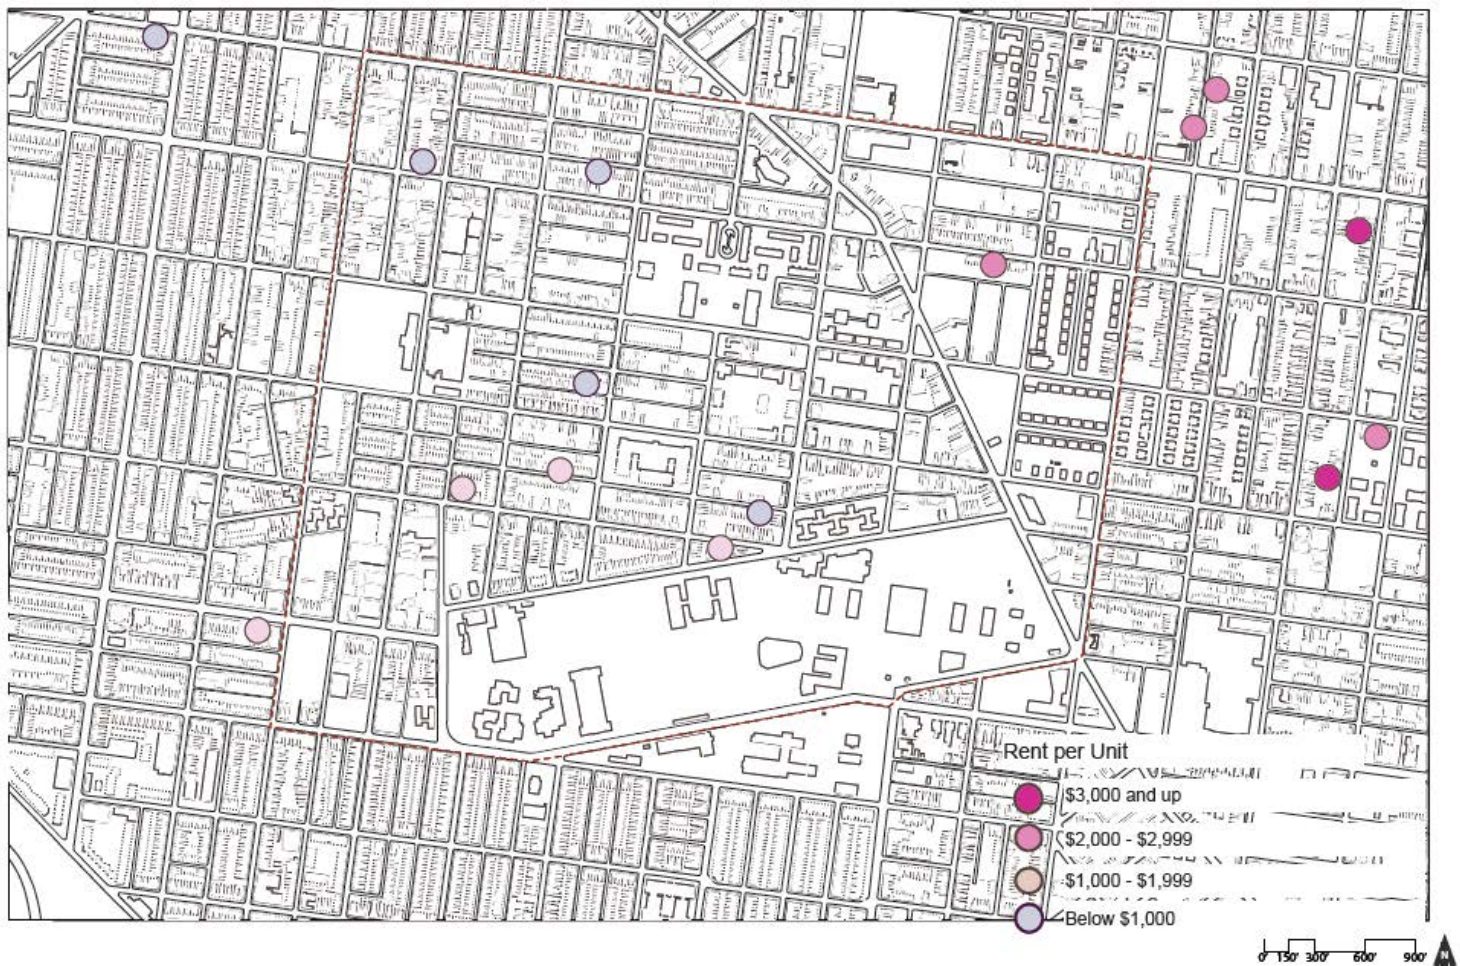 Rent per Unit
$3,000 and up
$2,000 - $2,999
$1,000 - $1,999
Below $1,000
0' 150' 300' 600' 900'
N